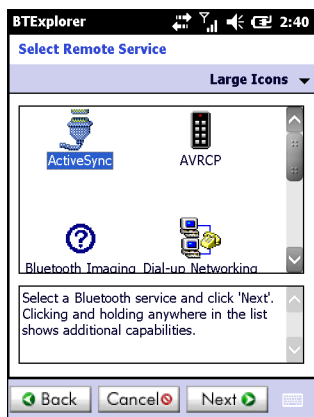 BTExplorer 2:40
Select Remote Service
Large Icons
ActiveSync AVRCP
Bluetooth Imaging Dial-up Networking
Select a Bluetooth service and click 'Next'.
Clicking and holding anywhere in the list
shows additional capabilities.
Back Cancel Next